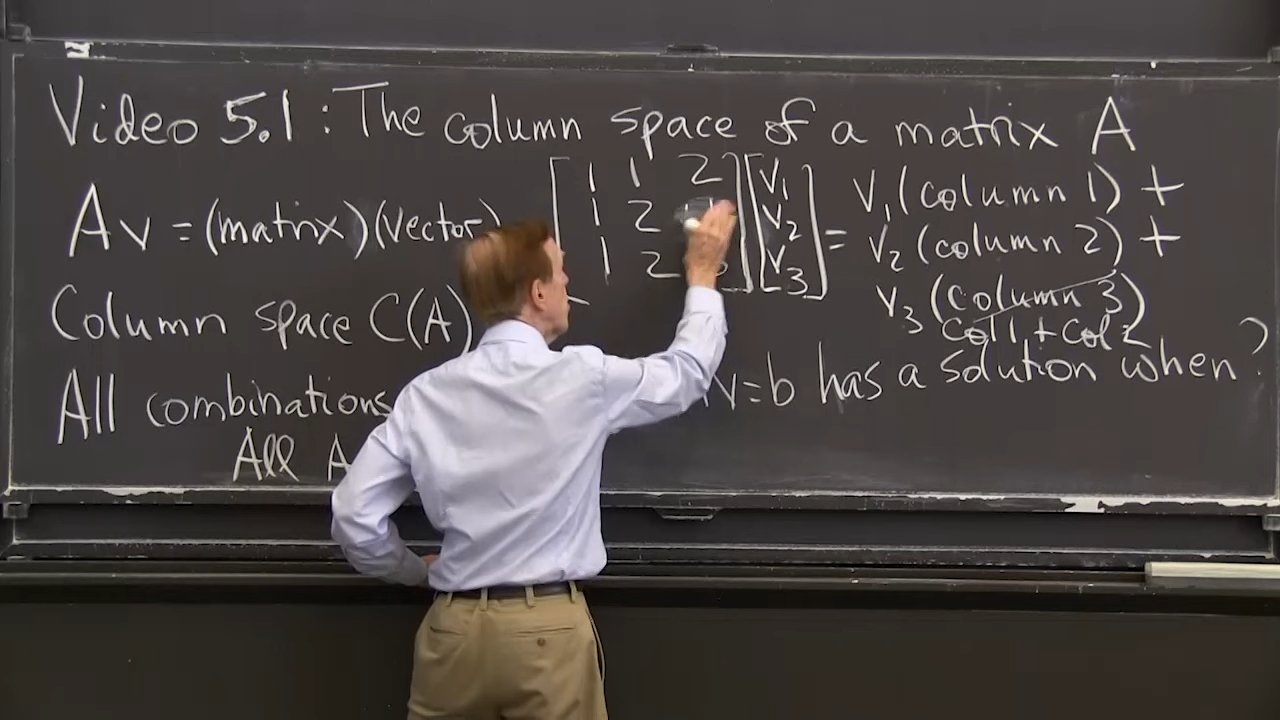 Video 5.1 : The column space of a matrix A
Av = (matrix)(vector)
1 1 2
1 2
1 2
v1
v2
v3
= v1(column 1) +
v2(column 2) +
v3(column 3)
col 1 + col 2
Column space C(A)
All combinations
All A
v=b has a solution when?